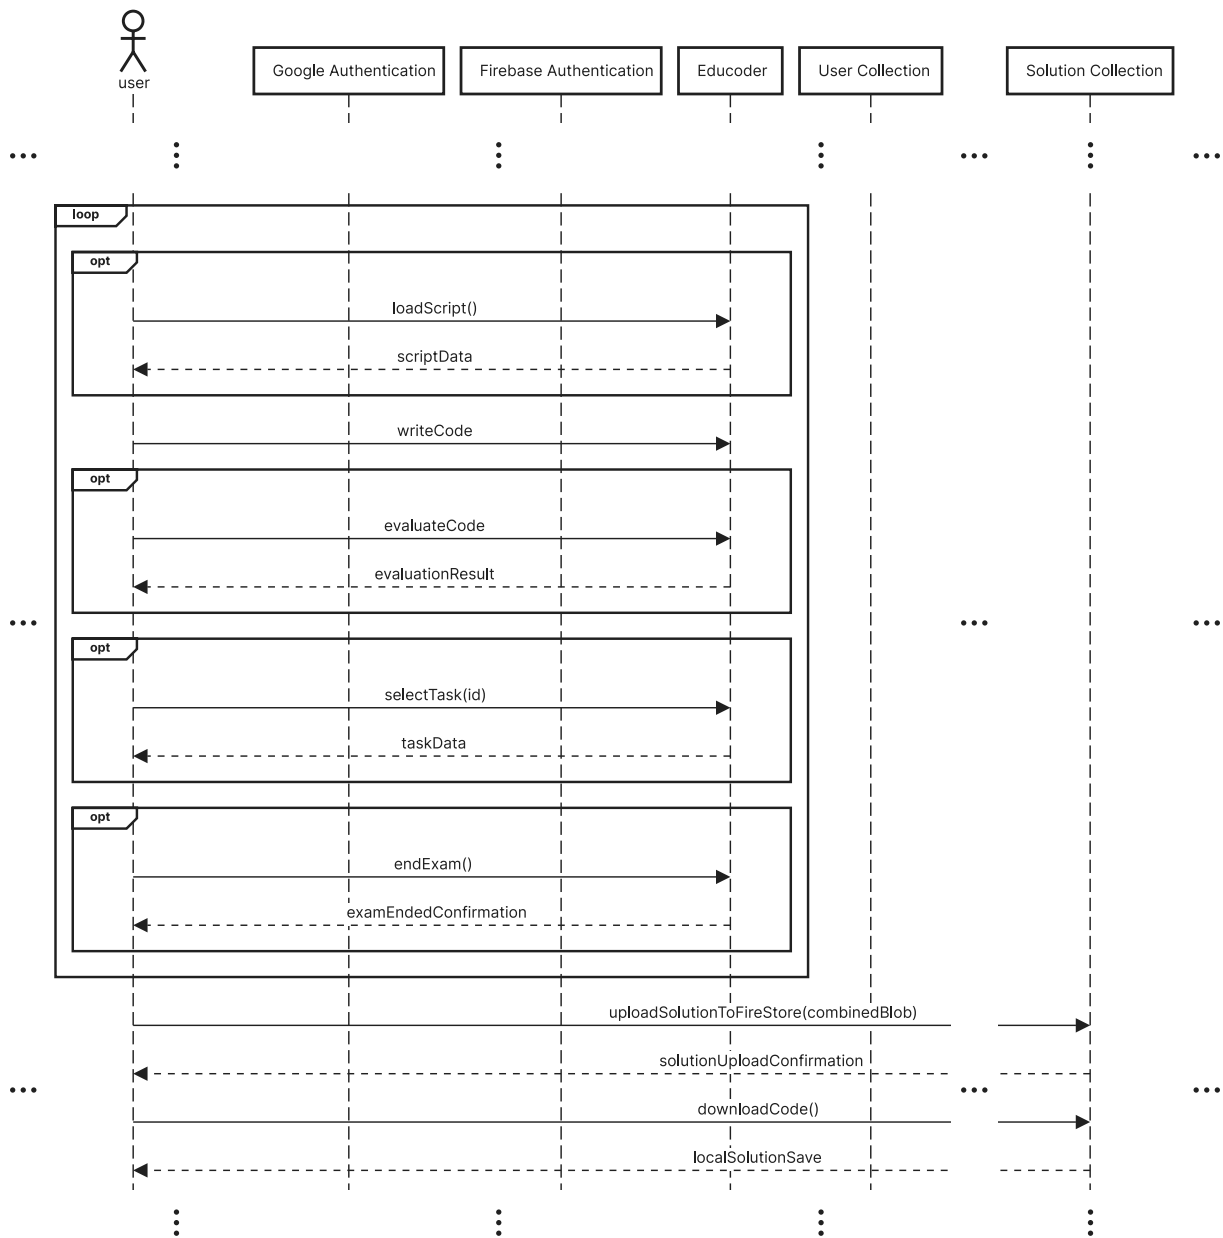 user
Google Authentication
Firebase Authentication
Educoder
User Collection
Solution Collection
loop
opt
loadScript()
scriptData
writeCode
opt
evaluateCode
evaluationResult
opt
selectTask(id)
taskData
opt
endExam()
examEndedConfirmation
uploadSolutionToFireStore(combinedBlob)
solutionUploadConfirmation
downloadCode()
localSolutionSave